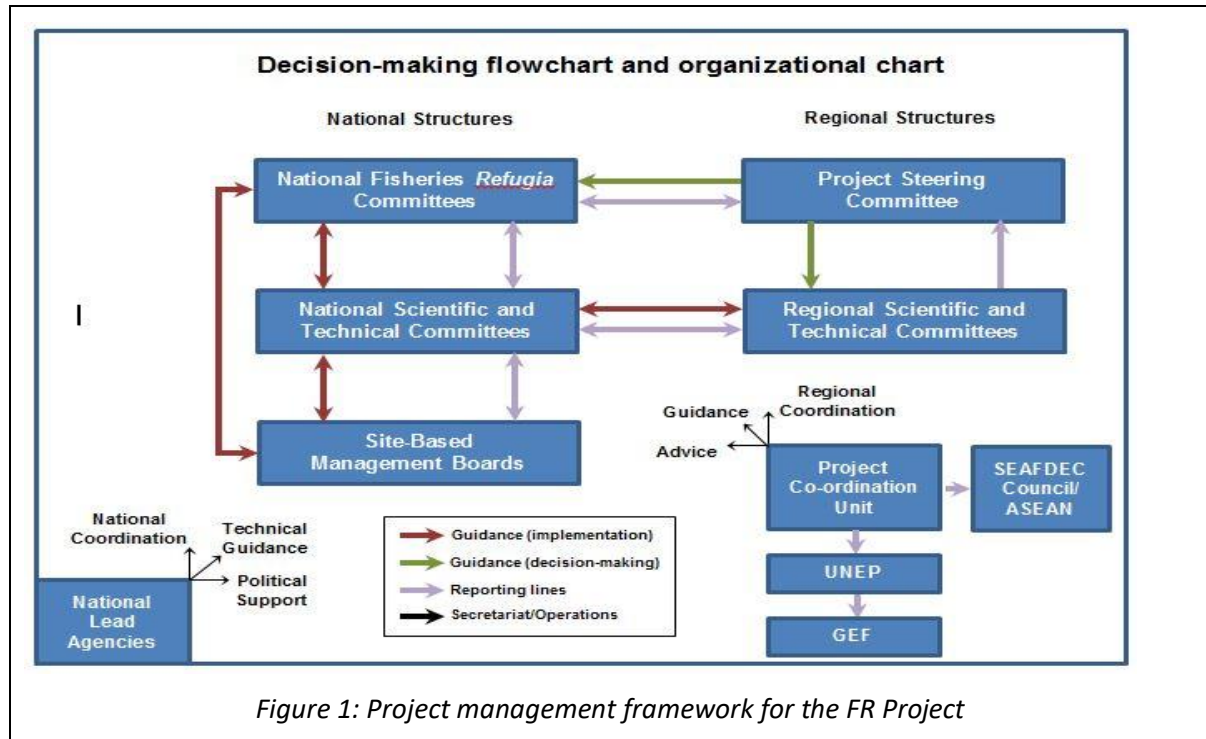 Decision-making flowchart and organizational chart
National Structures
Regional Structures
National Fisheries Refugia
Committees
Project Steering
Committee
National Scientific and
Technical Committees
Regional Scientific and
Technical Committees
Site-Based
Management Boards
Regional
Coordination
Guidance
Advice
Project
Co-ordination
Unit
SEAFDEC
Council/
ASEAN
UNEP
GEF
National
Coordination
Technical
Guidance
Political
Support
National
Lead
Agencies
Guidance (implementation)
Guidance (decision-making)
Reporting lines
Secretariat/Operations
Figure 1: Project management framework for the FR Project